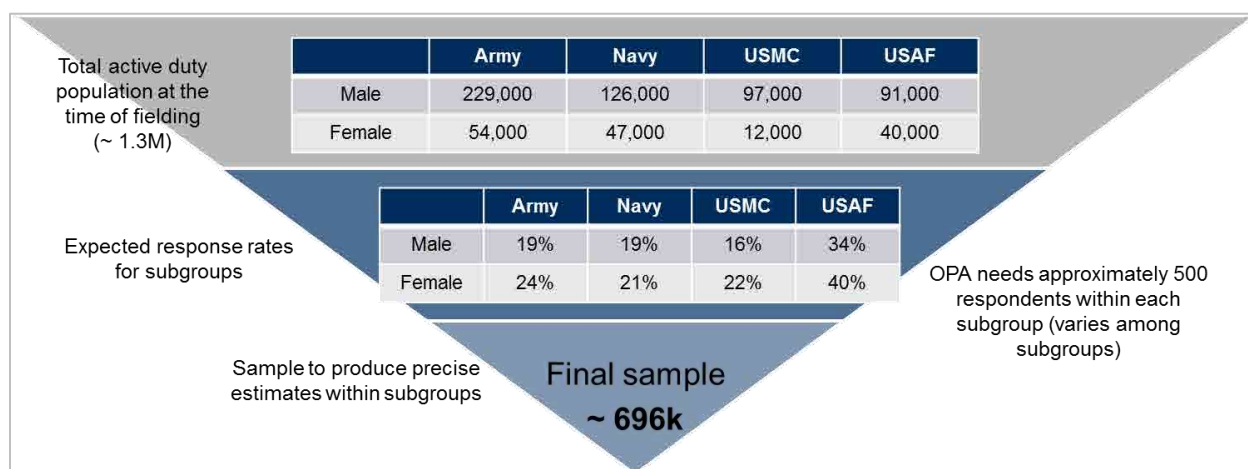 Total active duty
population at the
time of fielding
(~ 1.3M)
Army Navy USMC USAF
Male 229,000 126,000 97,000 91,000
Female 54,000 47,000 12,000 40,000
Expected response rates
for subgroups
Army Navy USMC USAF
Male 19% 19% 16% 34%
Female 24% 21% 22% 40%
OPA needs approximately 500
respondents within each
subgroup (varies among
subgroups)
Sample to produce precise
estimates within subgroups
Final sample
~ 696k